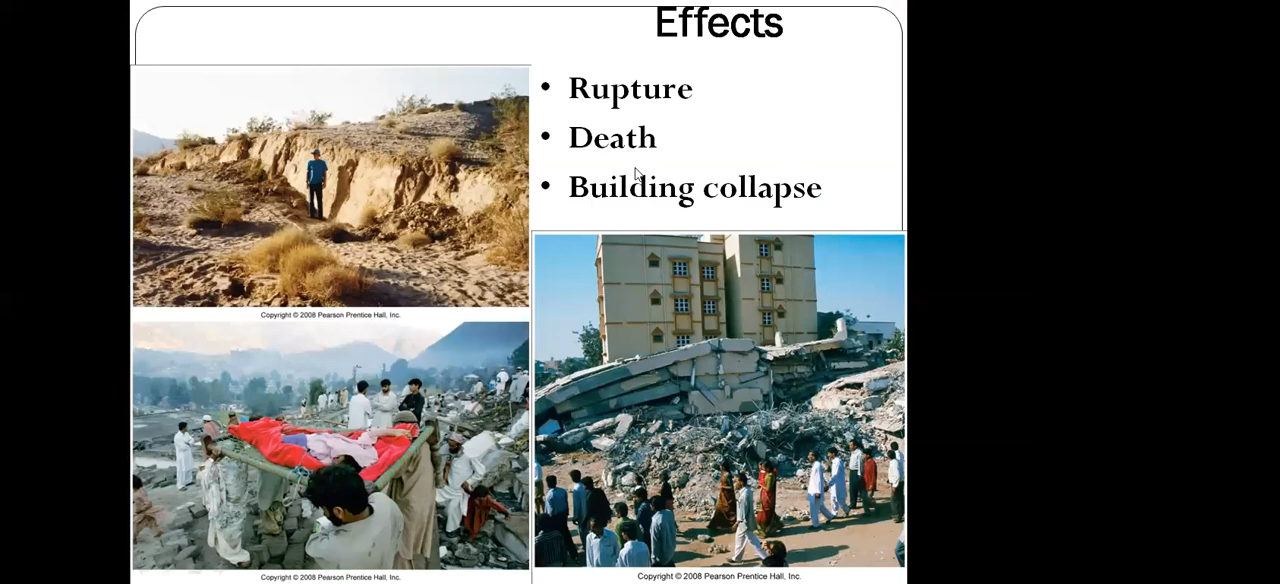 Effects
• Rupture
• Death
• Building collapse
Copyright © 2008 Pearson Prentice Hall, Inc.
Copyright © 2008 Pearson Prentice Hall, Inc.
Copyright © 2008 Pearson Prentice Hall, Inc.